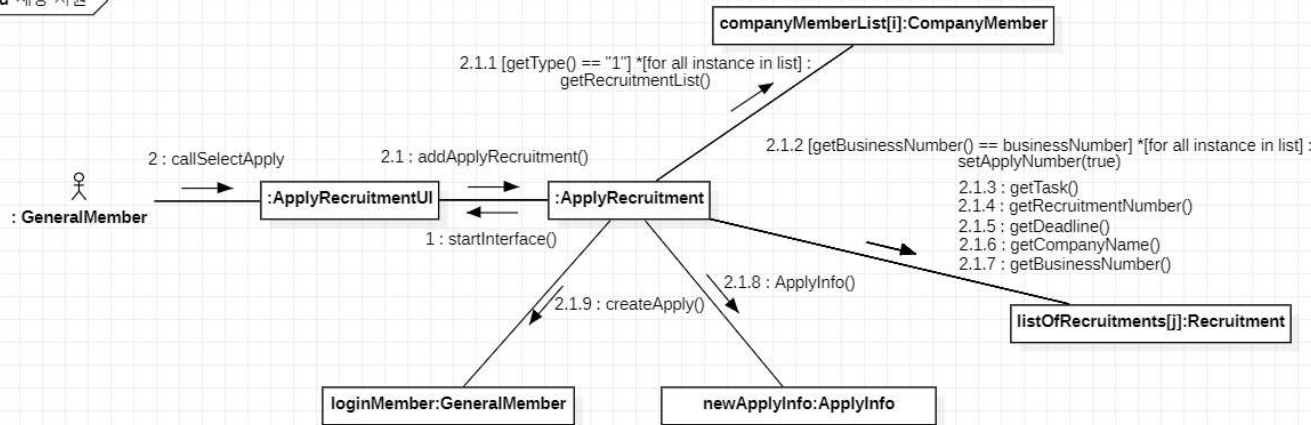 companyMemberList[i]:CompanyMember
2.1.1 [getType() == "1"] *[for all instance in list] :
getRecruitmentList()
2.1.2 [getBusinessNumber() == businessNumber] *[for all instance in list] :
setApplyNumber(true)
2 : callSelectApply
2.1 : addApplyRecruitment()
2.1.3 : getTask()
2.1.4 : getRecruitmentNumber()
2.1.5 : getDeadline()
2.1.6 : getCompanyName()
2.1.7 : getBusinessNumber()
: GeneralMember
:ApplyRecruitmentUI
:ApplyRecruitment
1 : startInterface()
2.1.8 : ApplyInfo()
2.1.9 : createApply()
listOfRecruitments[j]:Recruitment
loginMember:GeneralMember
newApplyInfo:ApplyInfo